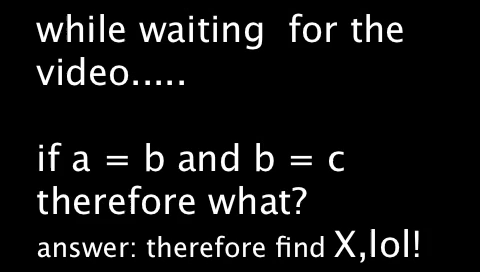 while waiting  for the
video.....
if a = b and b = c
therefore what?
answer: therefore find X,lol!